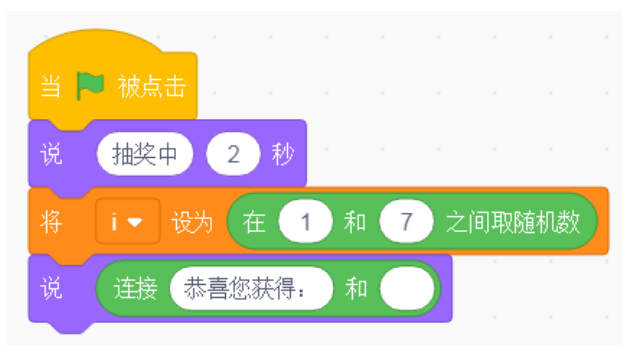 当 被点击
说 抽奖中 2 秒
将 i 设为 在 1 和 7 之间取随机数
说 连接 恭喜您获得： 和